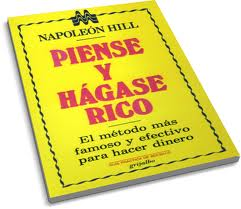 NAPOLEÓN HILL
PIENSE Y
HÁGASE
RICO
El método más
famoso y efectivo
para hacer dinero
grijalbo